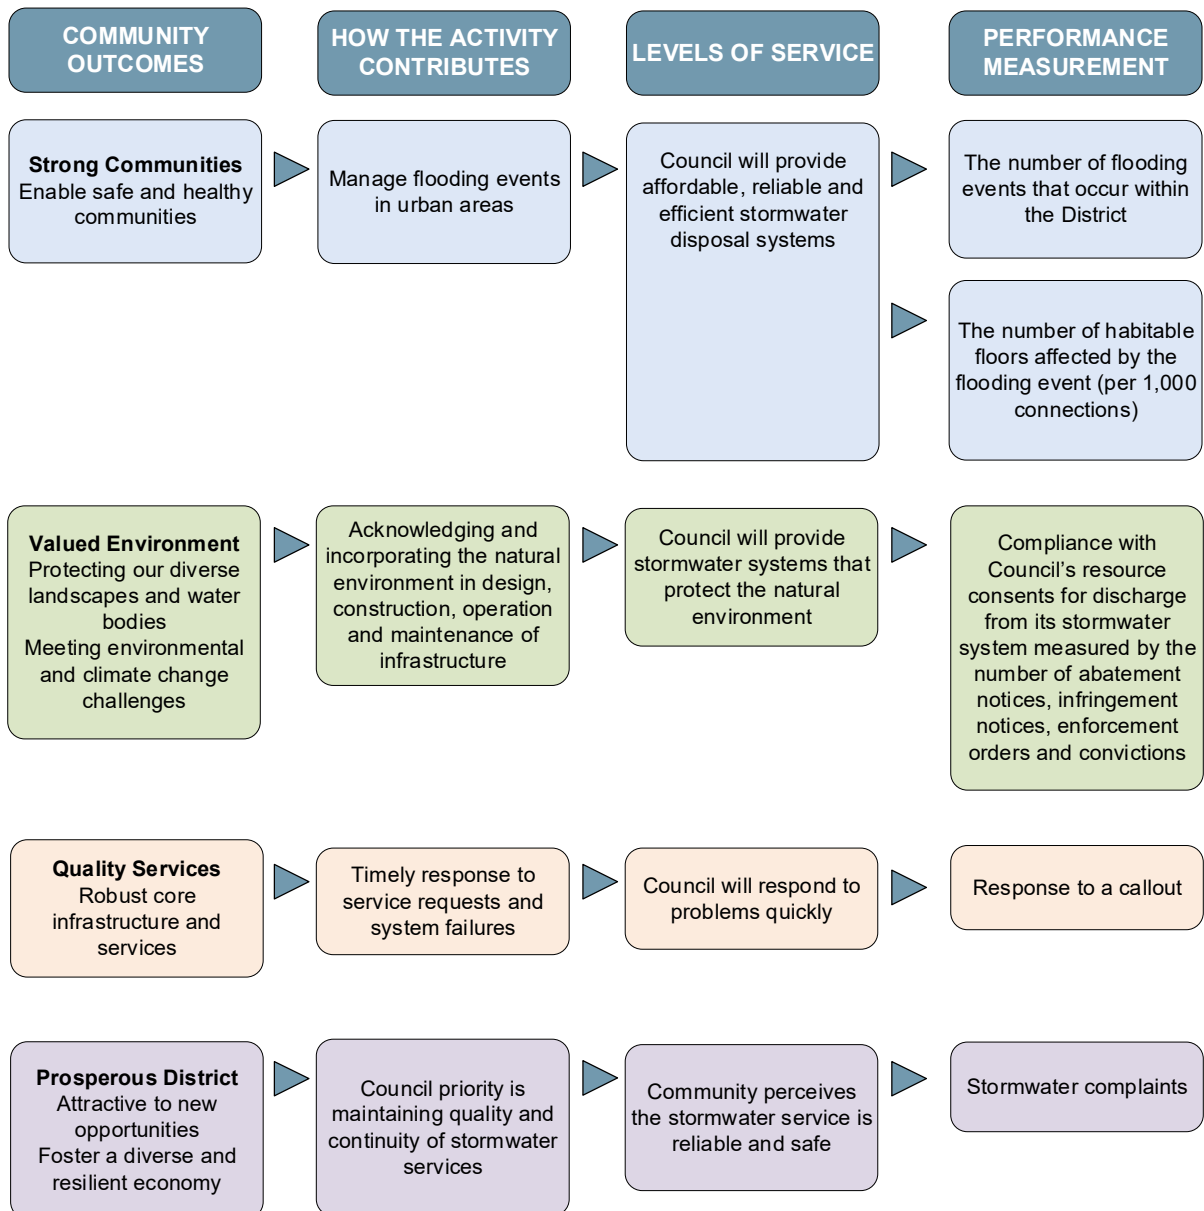 COMMUNITY
OUTCOMES
HOW THE ACTIVITY
CONTRIBUTES
LEVELS OF SERVICE
PERFORMANCE
MEASUREMENT
Strong Communities
Enable safe and healthy
communities
Manage flooding events
in urban areas
Council will provide
affordable, reliable and
efficient stormwater
disposal systems
The number of flooding
events that occur within
the District
The number of habitable
floors affected by the
flooding event (per 1,000
connections)
Valued Environment
Protecting our diverse
landscapes and water
bodies
Meeting environmental
and climate change
challenges
Acknowledging and
incorporating the natural
environment in design,
construction, operation
and maintenance of
infrastructure
Council will provide
stormwater systems that
protect the natural
environment
Compliance with
Council’s resource
consents for discharge
from its stormwater
system measured by the
number of abatement
notices, infringement
notices, enforcement
orders and convictions
Quality Services
Robust core
infrastructure and
services
Timely response to
service requests and
system failures
Council will respond to
problems quickly
Response to a callout
Prosperous District
Attractive to new
opportunities
Foster a diverse and
resilient economy
Council priority is
maintaining quality and
continuity of stormwater
services
Community perceives
the stormwater service is
reliable and safe
Stormwater complaints